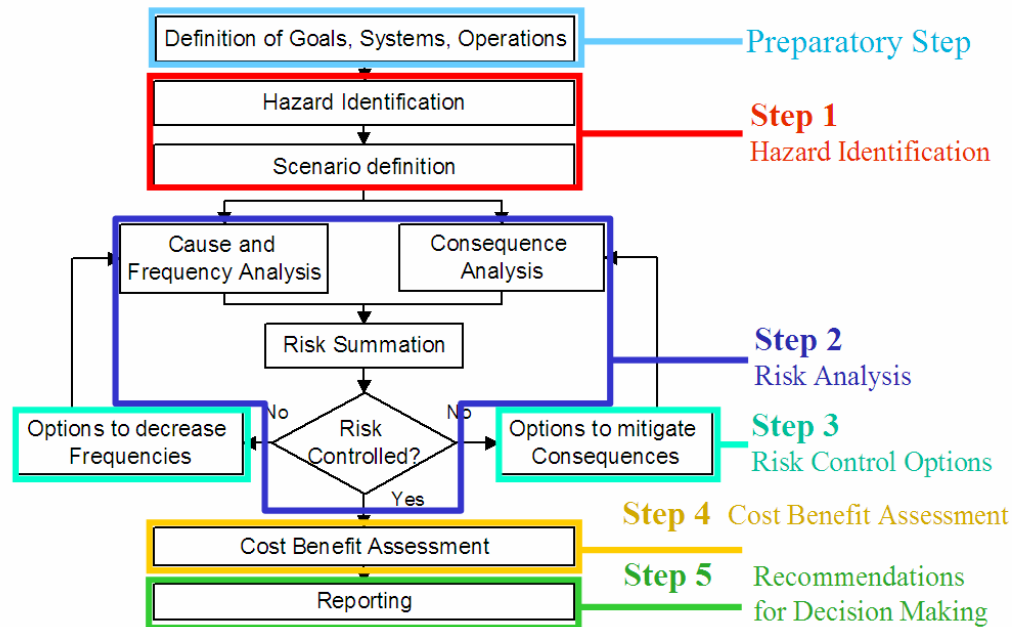 Definition of Goals, Systems, Operations
Preparatory Step
Hazard Identification
Scenario definition
Step 1
Hazard Identification
Cause and
Frequency Analysis
Consequence
Analysis
Risk Summation
Step 2
Risk Analysis
No
No
Options to decrease
Frequencies
Risk
Controlled?
Options to mitigate
Consequences
Step 3
Risk Control Options
Yes
Step 4 Cost Benefit Assessment
Cost Benefit Assessment
Step 5 Recommendations
for Decision Making
Reporting